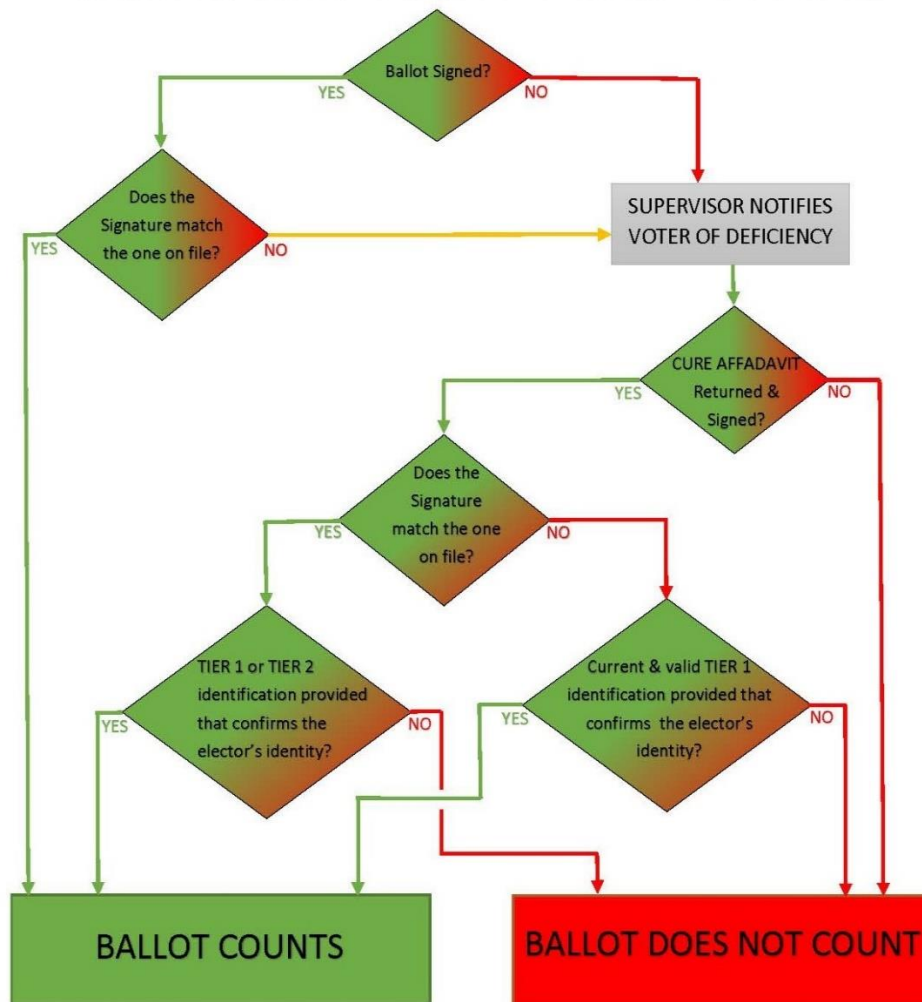 Ballot Signed?
YES
NO
Does the
Signature match
the one on file?
YES
NO
SUPERVISOR NOTIFIES
VOTER OF DEFICIENCY
CURE AFFADAVIT
Returned &
Signed?
YES
NO
Does the
Signature
match the one
on file?
YES
NO
TIER 1 or TIER 2
identification provided
that confirms the
elector's identity?
YES
NO
Current & valid TIER 1
identification provided that
confirms the elector's
identity?
YES
NO
BALLOT COUNTS
BALLOT DOES NOT COUNT